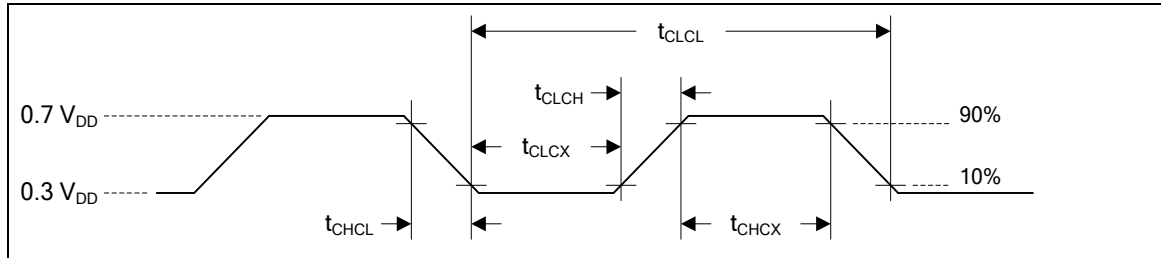 tCLCL
tCLCH
0.7 VDD
90%
tCLCX
0.3 VDD
10%
tCHCL
tCHCX